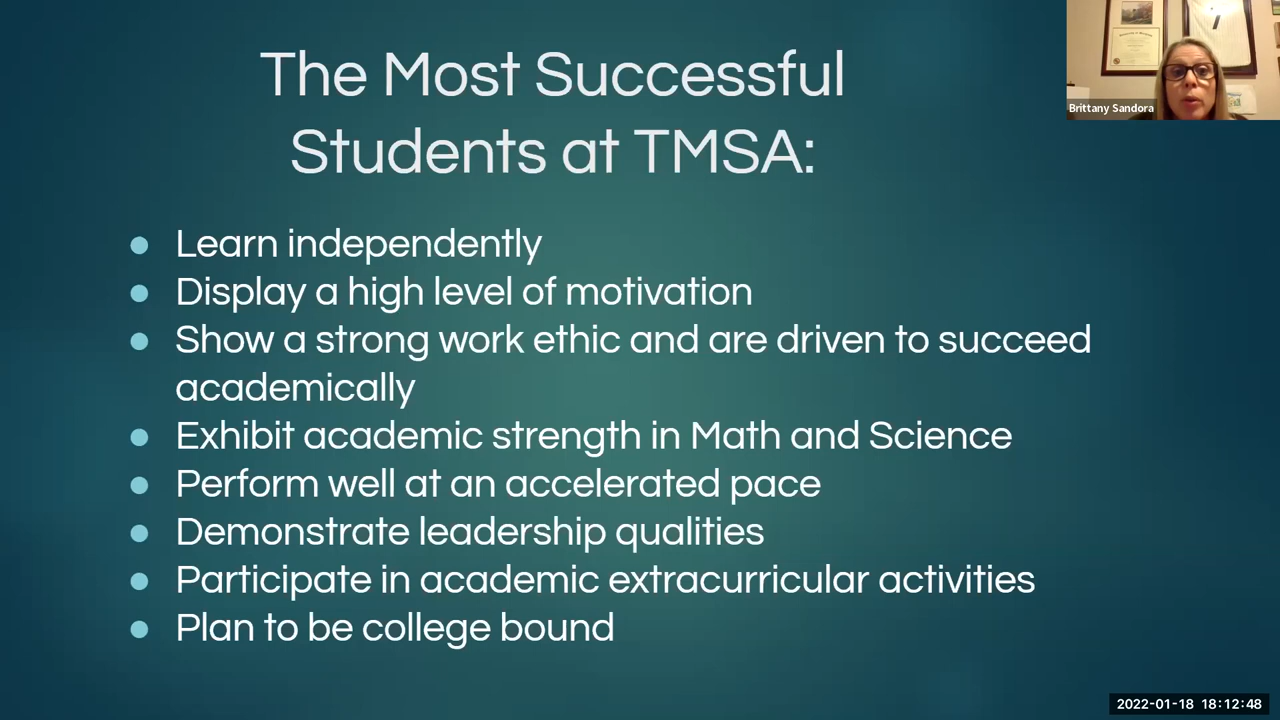 The Most Successful
Students at TMSA:
Brittany Sandora
Learn independently
Display a high level of motivation
Show a strong work ethic and are driven to succeed
academically
Exhibit academic strength in Math and Science
Perform well at an accelerated pace
Demonstrate leadership qualities
Participate in academic extracurricular activities
Plan to be college bound
2022-01-18 18:12:48